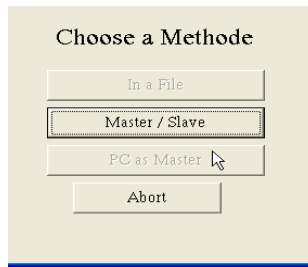 Choose a Methode
In a File
Master / Slave
PC as Master
Abort